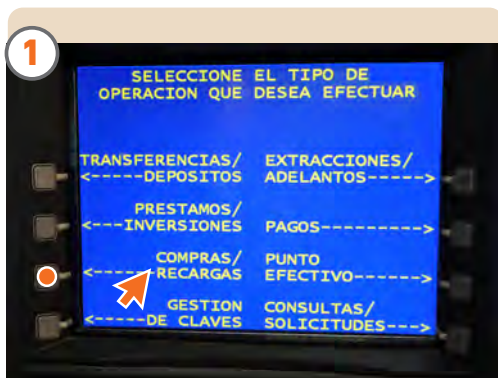 1
SELECCIONE EL TIPO DE
OPERACION QUE DESEA EFECTUAR
TRANSFERENCIAS/ EXTRACCIONES/
<-----DEPOSITOS ADELANTOS----->
PRESTAMOS/
<---INVERSIONES PAGOS--------->
COMPRAS/ PUNTO
<------RECARGAS EFECTIVO------>
GESTION CONSULTAS/
<-----DE CLAVES SOLICITUDES--->